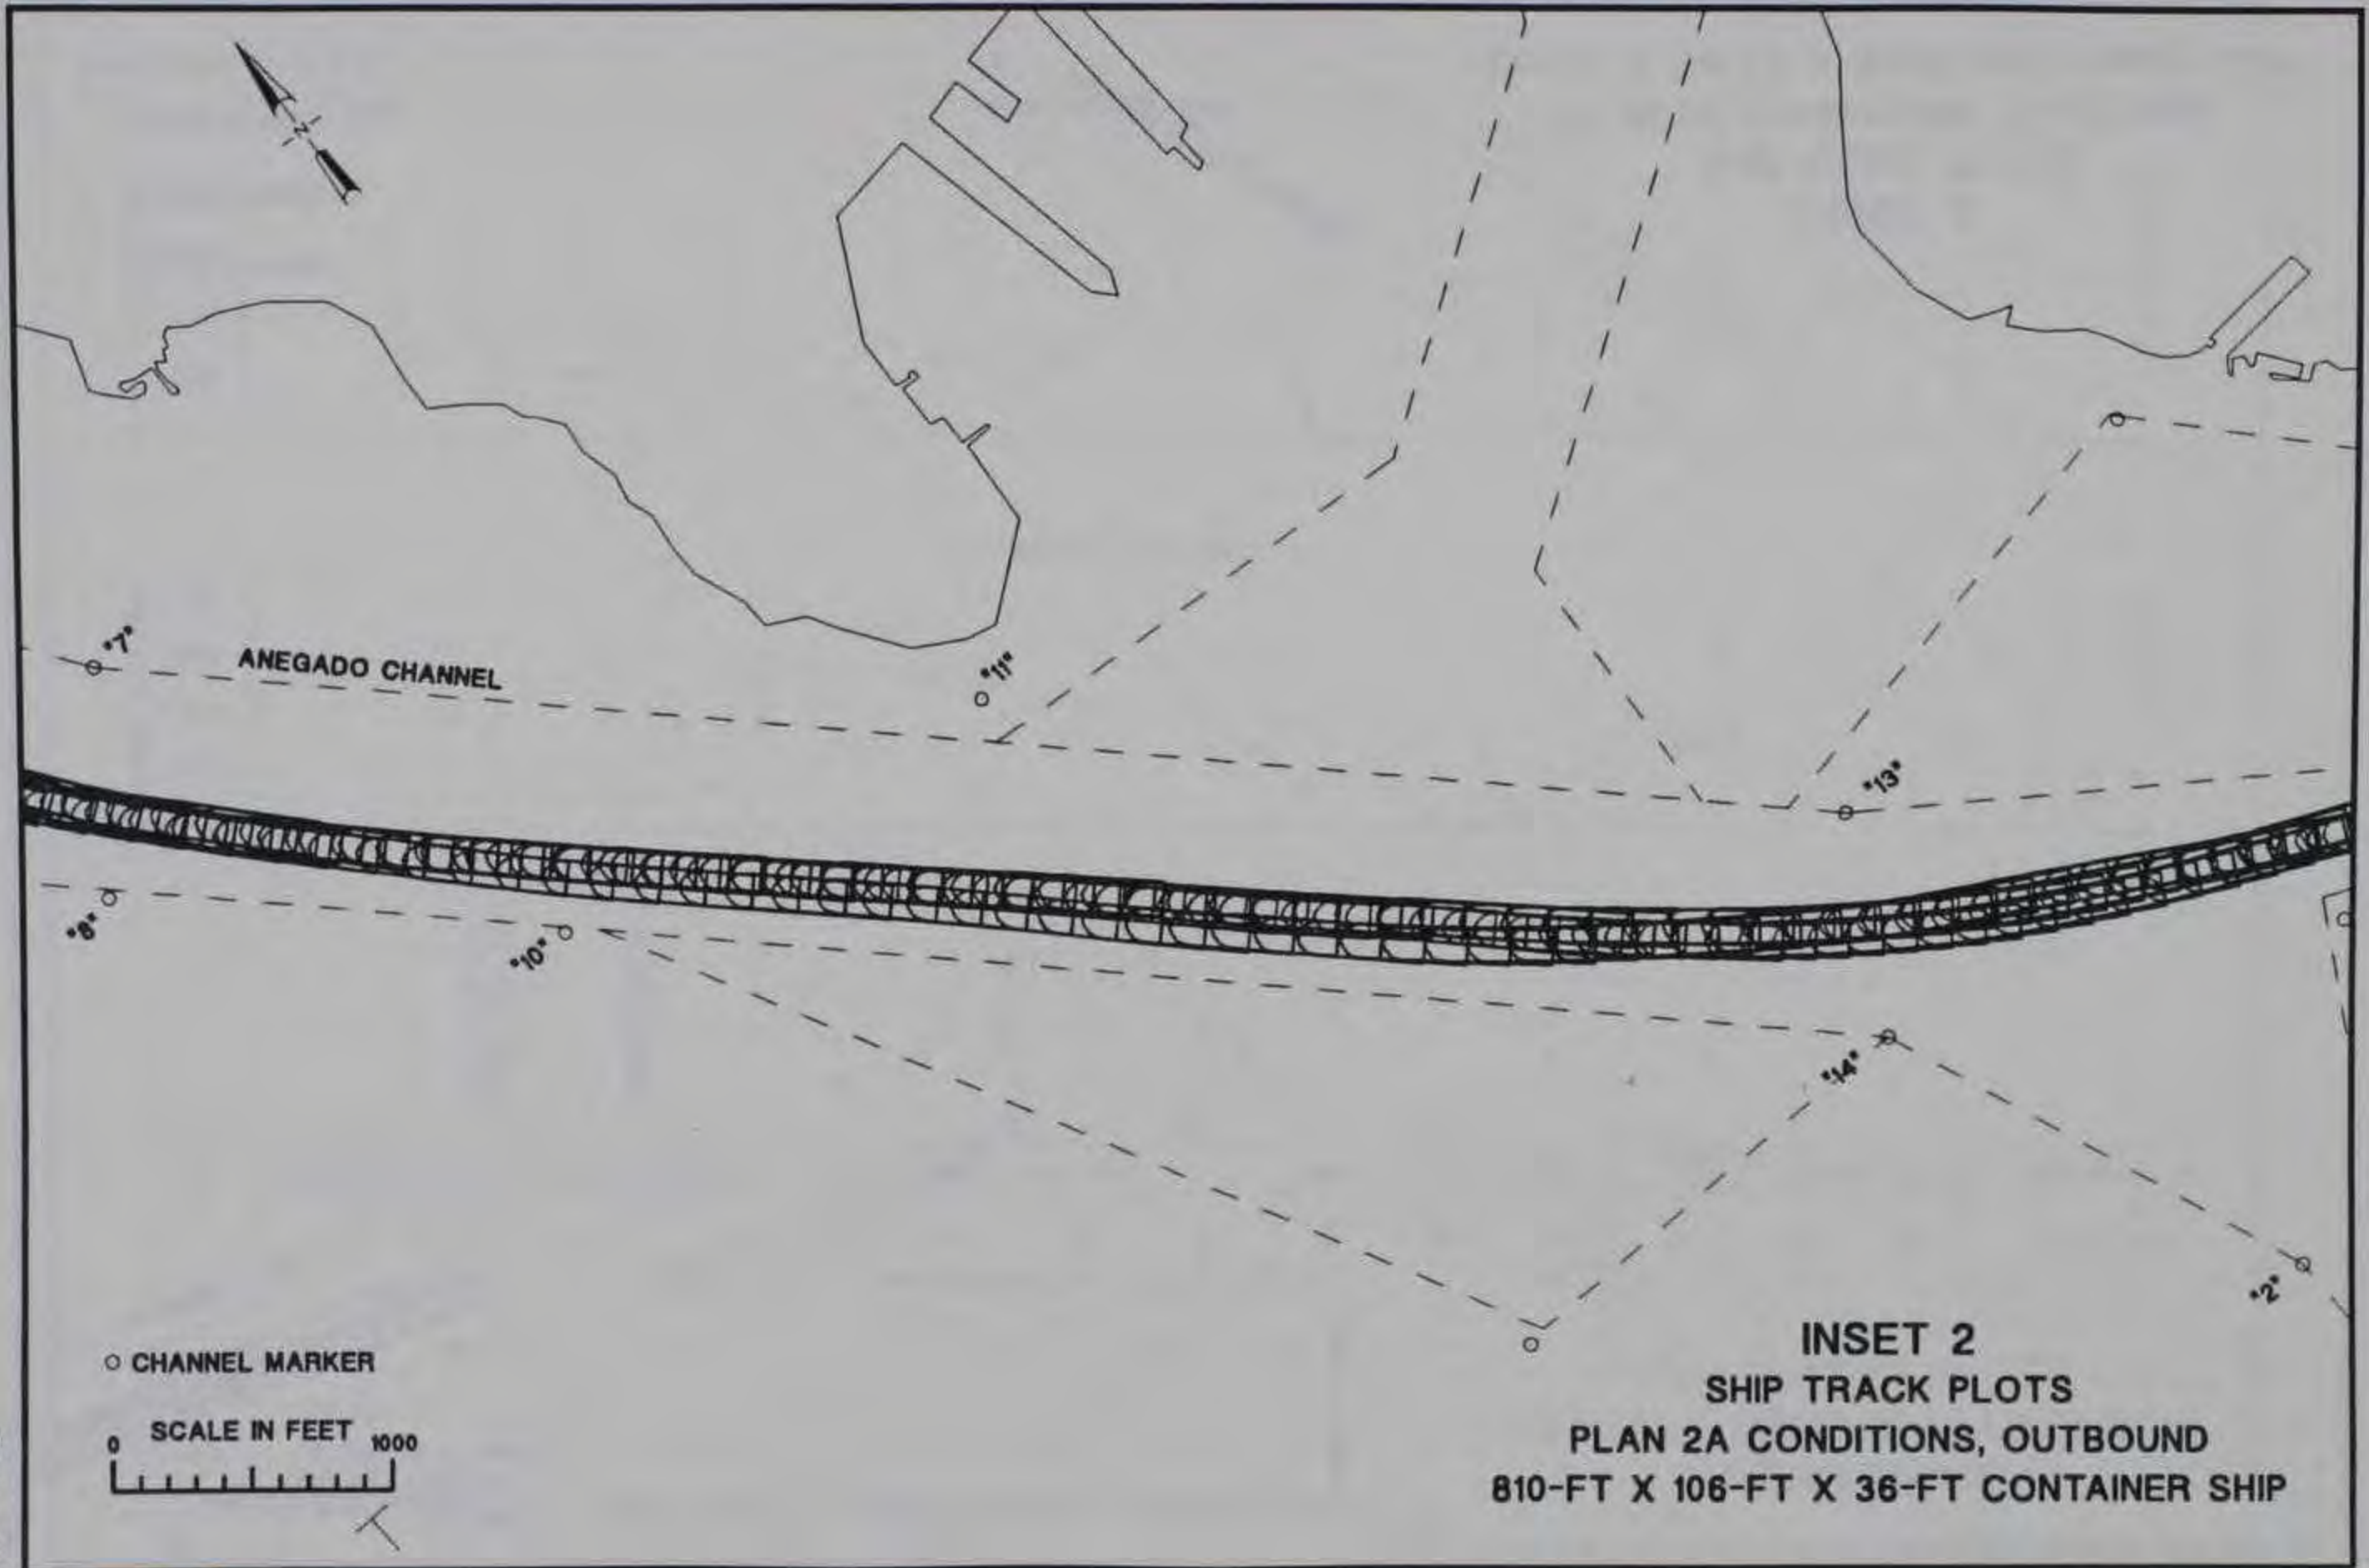 N
"7"
ANEGADO CHANNEL
"11"
"13"
"8"
"10"
"14"
"2"
CHANNEL MARKER
SCALE IN FEET
0 1000
INSET 2
SHIP TRACK PLOTS
PLAN 2A CONDITIONS, OUTBOUND
810-FT X 106-FT X 36-FT CONTAINER SHIP